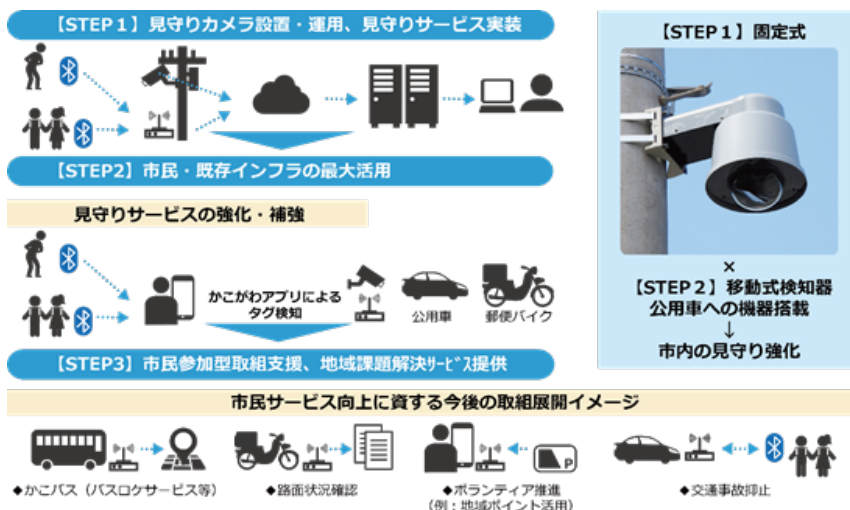 【STEP１】見守りカメラ設置・運用、見守りサービス実装
【STEP2】市民・既存インフラの最大活用
見守りサービスの強化・補強
かこがわアプリによる
タグ検知
公用車
郵便バイク
【STEP3】市民参加型取組支援、地域課題解決ｻｰﾋﾞｽ提供
【STEP１】固定式
×
【STEP２】移動式検知器
公用車への機器搭載
↓
市内の見守り強化
市民サービス向上に資する今後の取組展開イメージ
P
◆かこバス（バスロケサービス等）
◆路面状況確認
◆ボランティア推進
（例：地域ポイント活用）
◆交通事故抑止